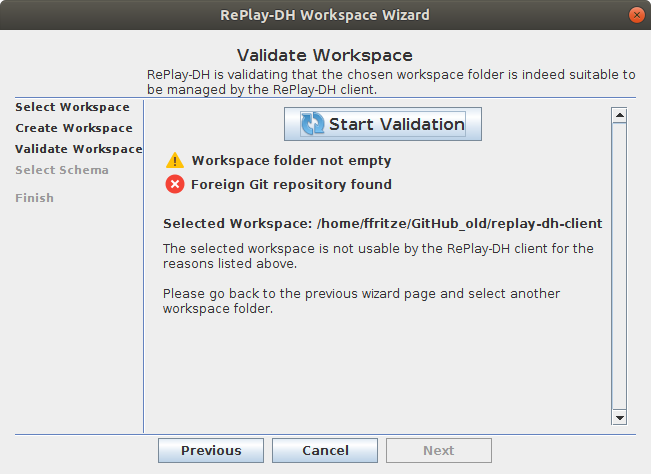 RePlay-DH Workspace Wizard
Validate Workspace
RePlay-DH is validating that the chosen workspace folder is indeed suitable to
be managed by the RePlay-DH client.
Select Workspace
Create Workspace
Validate Workspace
Select Schema
Finish
Start Validation
Workspace folder not empty
Foreign Git repository found
Selected Workspace: /home/ffritze/GitHub_old/replay-dh-client
The selected workspace is not usable by the RePlay-DH client for the
reasons listed above.
Please go back to the previous wizard page and select another
workspace folder.
Previous
Cancel
Next